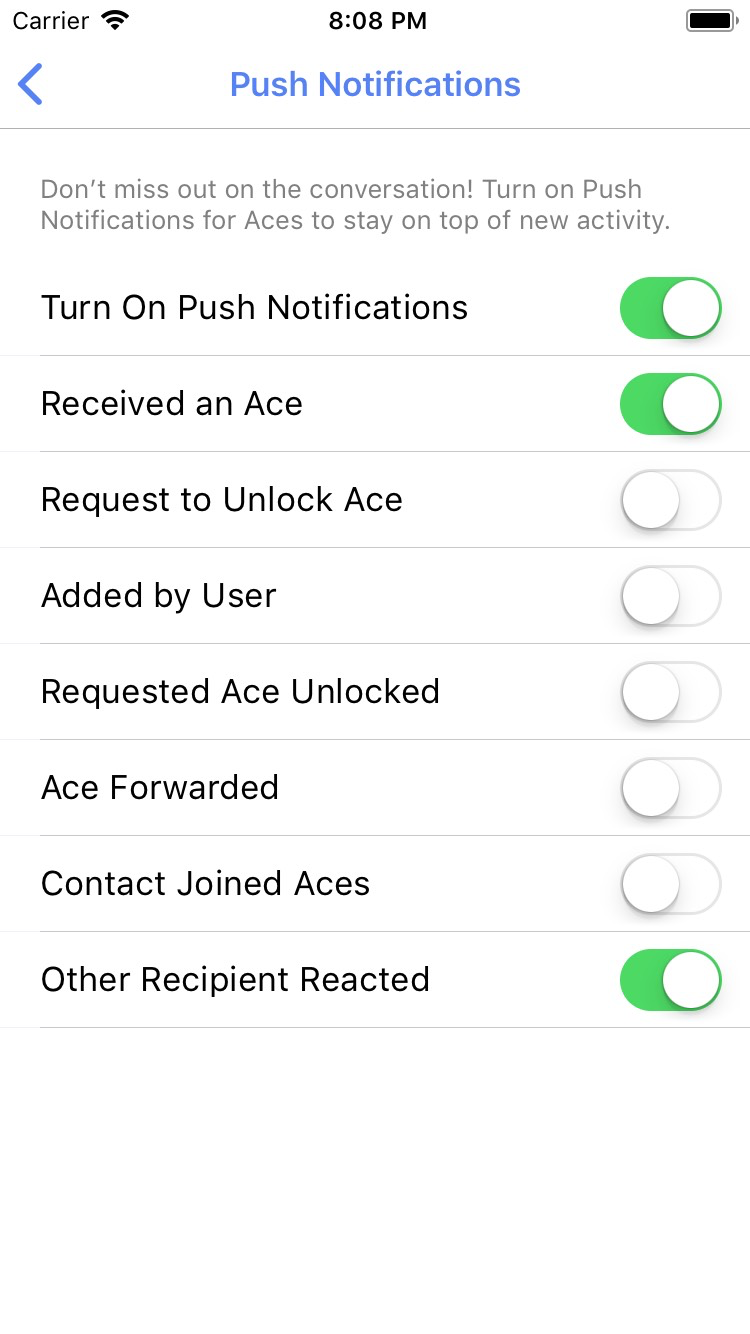 Carrier 8:08 PM
Push Notifications
Don’t miss out on the conversation! Turn on Push
Notifications for Aces to stay on top of new activity.
Turn On Push Notifications
Received an Ace
Request to Unlock Ace
Added by User
Requested Ace Unlocked
Ace Forwarded
Contact Joined Aces
Other Recipient Reacted